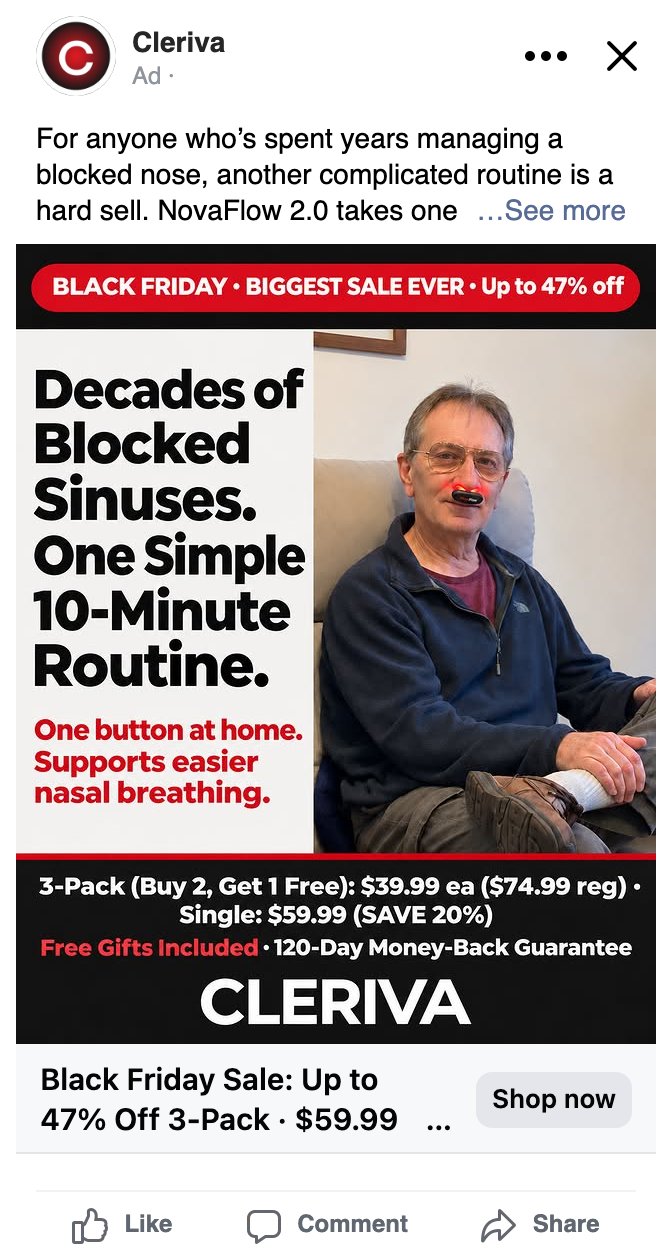 C
Cleriva
Ad ·
For anyone who’s spent years managing a
blocked nose, another complicated routine is a
hard sell. NovaFlow 2.0 takes one ...See more
BLACK FRIDAY • BIGGEST SALE EVER • Up to 47% off
Decades of
Blocked
Sinuses.
One Simple
10-Minute
Routine.
One button at home.
Supports easier
nasal breathing.
3-Pack (Buy 2, Get 1 Free): $39.99 ea ($74.99 reg) •
Single: $59.99 (SAVE 20%)
Free Gifts Included • 120-Day Money-Back Guarantee
CLERIVA
Black Friday Sale: Up to
47% Off 3-Pack · $59.99 ...
Shop now
Like
Comment
Share